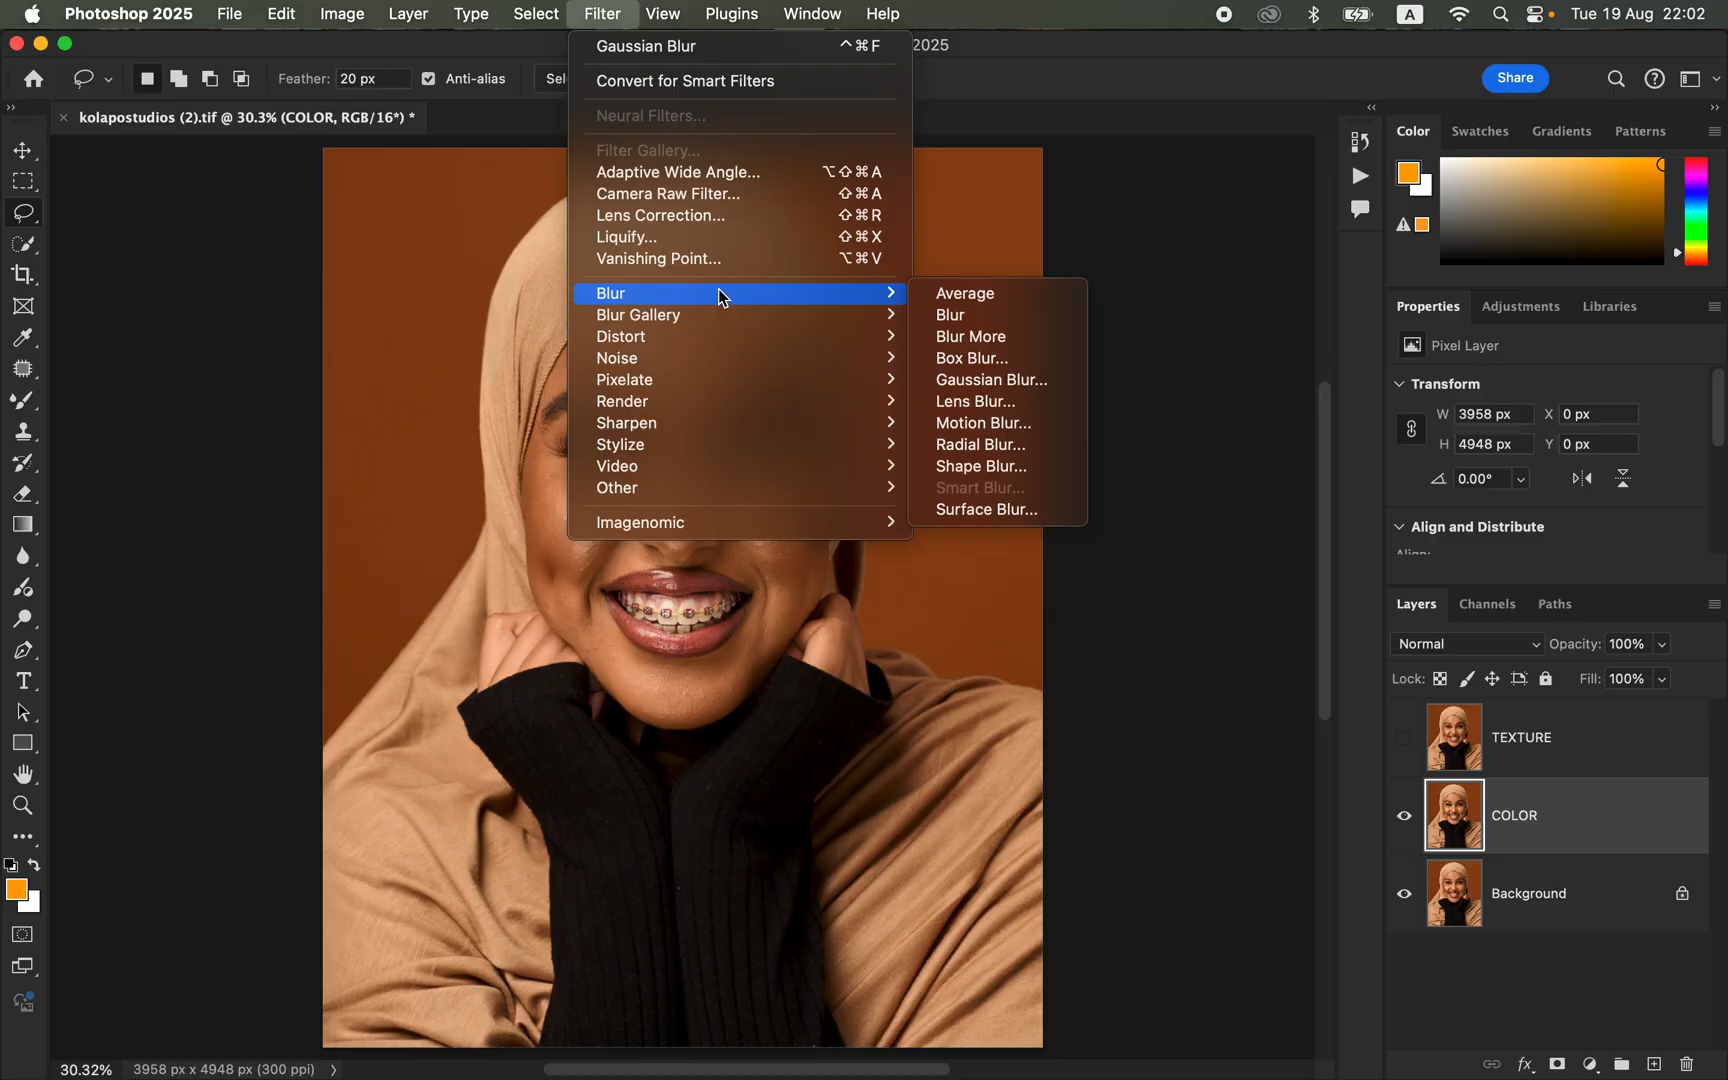 Photoshop 2025 File Edit Image Layer Type Select Filter View Plugins Window Help A Tue 19 Aug 22:02
2025
Feather: 20 px Anti-alias Sel Share
kolapostudios (2).tif @ 30.3% (COLOR, RGB/16*) *
Gaussian Blur ^⌘F
Convert for Smart Filters
Neural Filters...
Filter Gallery...
Adaptive Wide Angle... ⌥⇧⌘A
Camera Raw Filter... ⇧⌘A
Lens Correction... ⇧⌘R
Liquify... ⇧⌘X
Vanishing Point... ⌥⌘V
Blur
Blur Gallery
Distort
Noise
Pixelate
Render
Sharpen
Stylize
Video
Other
Imagenomic
Average
Blur
Blur More
Box Blur...
Gaussian Blur...
Lens Blur...
Motion Blur...
Radial Blur...
Shape Blur...
Smart Blur...
Surface Blur...
Color Swatches Gradients Patterns
Properties Adjustments Libraries
Pixel Layer
Transform
W 3958 px X 0 px
H 4948 px Y 0 px
0.00°
Align and Distribute
Align:
Layers Channels Paths
Normal Opacity: 100%
Lock: Fill: 100%
TEXTURE
COLOR
Background
30.32% 3958 px x 4948 px (300 ppi)